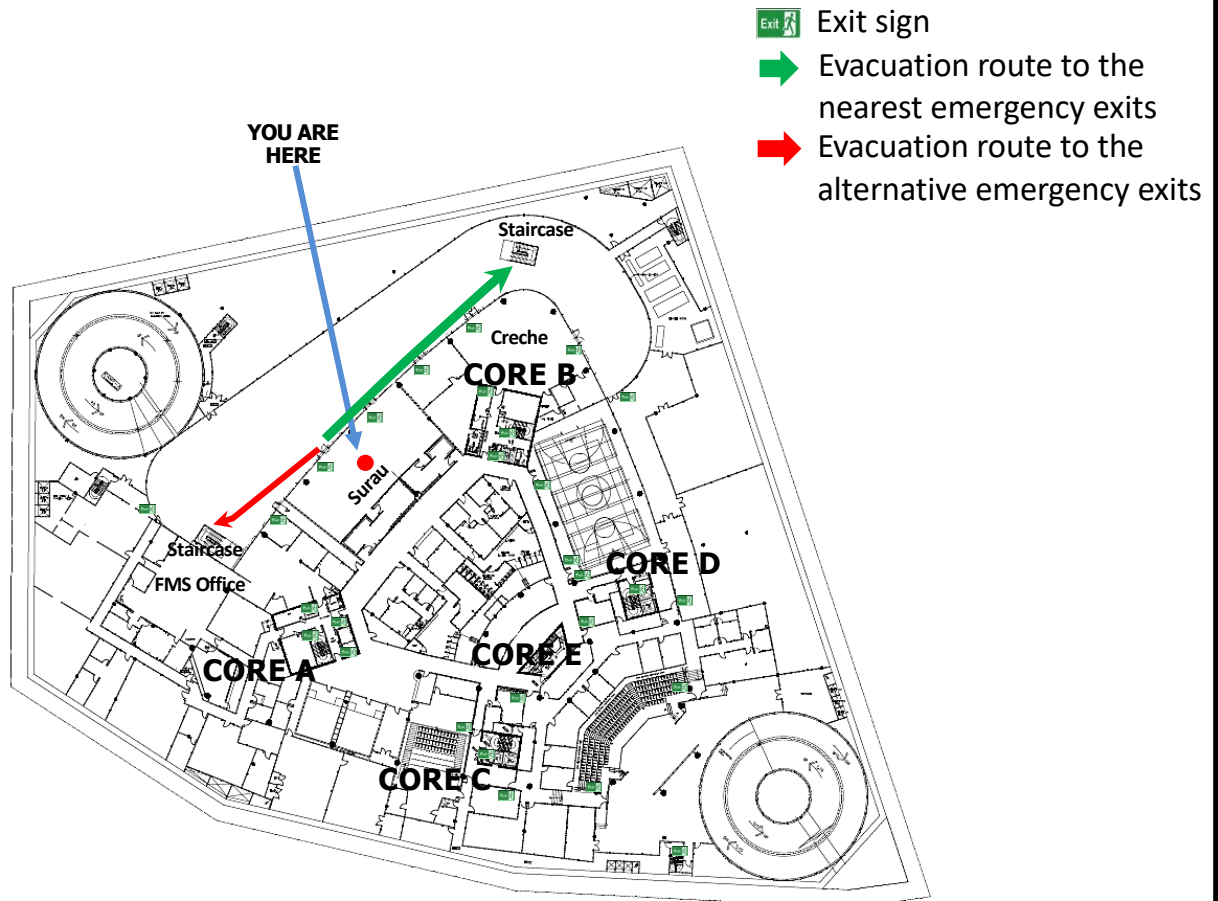 Exit
Exit sign
Evacuation route to the
nearest emergency exits
Evacuation route to the
alternative emergency exits
YOU ARE
HERE
Staircase
Creche
CORE B
Surau
Staircase
FMS Office
CORE D
CORE E
CORE A
CORE C